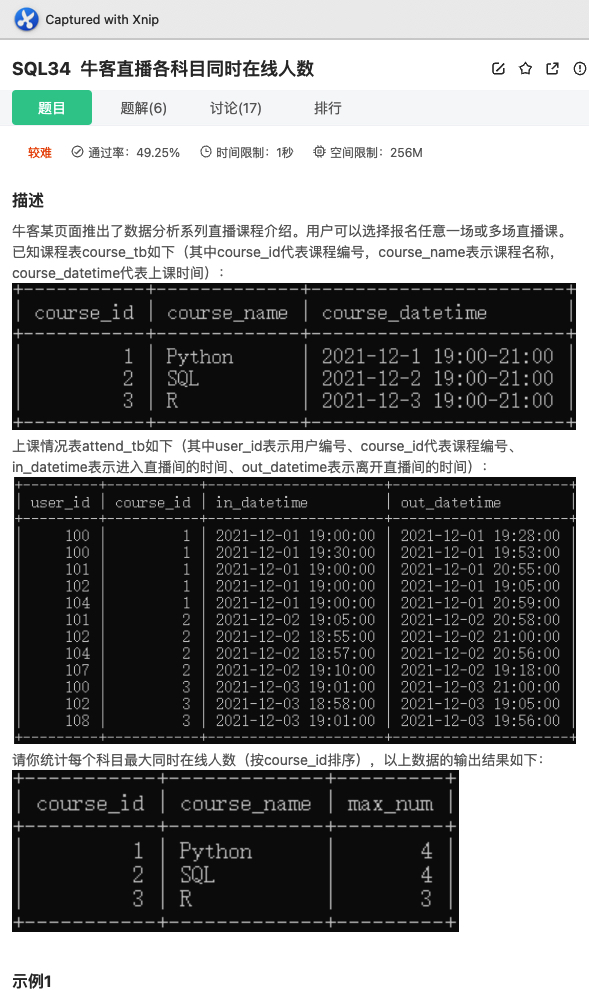 Captured with Xnip
SQL34 牛客直播各科目同时在线人数
题目 题解(6) 讨论(17) 排行
较难 通过率：49.25% 时间限制：1秒 空间限制：256M
描述
牛客某页面推出了数据分析系列直播课程介绍。用户可以选择报名任意一场或多场直播课。
已知课程表course_tb如下（其中course_id代表课程编号，course_name表示课程名称，
course_datetime代表上课时间）：
course_id | course_name | course_datetime
1 | Python | 2021-12-1 19:00-21:00
2 | SQL | 2021-12-2 19:00-21:00
3 | R | 2021-12-3 19:00-21:00
上课情况表attend_tb如下（其中user_id表示用户编号、course_id代表课程编号、
in_datetime表示进入直播间的时间、out_datetime表示离开直播间的时间）：
user_id | course_id | in_datetime | out_datetime
100 | 1 | 2021-12-01 19:00:00 | 2021-12-01 19:28:00
100 | 1 | 2021-12-01 19:30:00 | 2021-12-01 19:53:00
101 | 1 | 2021-12-01 19:00:00 | 2021-12-01 20:55:00
102 | 1 | 2021-12-01 19:00:00 | 2021-12-01 19:05:00
104 | 1 | 2021-12-01 19:00:00 | 2021-12-01 20:59:00
101 | 2 | 2021-12-02 19:05:00 | 2021-12-02 20:58:00
102 | 2 | 2021-12-02 18:55:00 | 2021-12-02 21:00:00
104 | 2 | 2021-12-02 18:57:00 | 2021-12-02 20:56:00
107 | 2 | 2021-12-02 19:10:00 | 2021-12-02 19:18:00
100 | 3 | 2021-12-03 19:01:00 | 2021-12-03 21:00:00
102 | 3 | 2021-12-03 18:58:00 | 2021-12-03 19:05:00
108 | 3 | 2021-12-03 19:01:00 | 2021-12-03 19:56:00
请你统计每个科目最大同时在线人数（按course_id排序），以上数据的输出结果如下：
course_id | course_name | max_num
1 | Python | 4
2 | SQL | 4
3 | R | 3
示例1